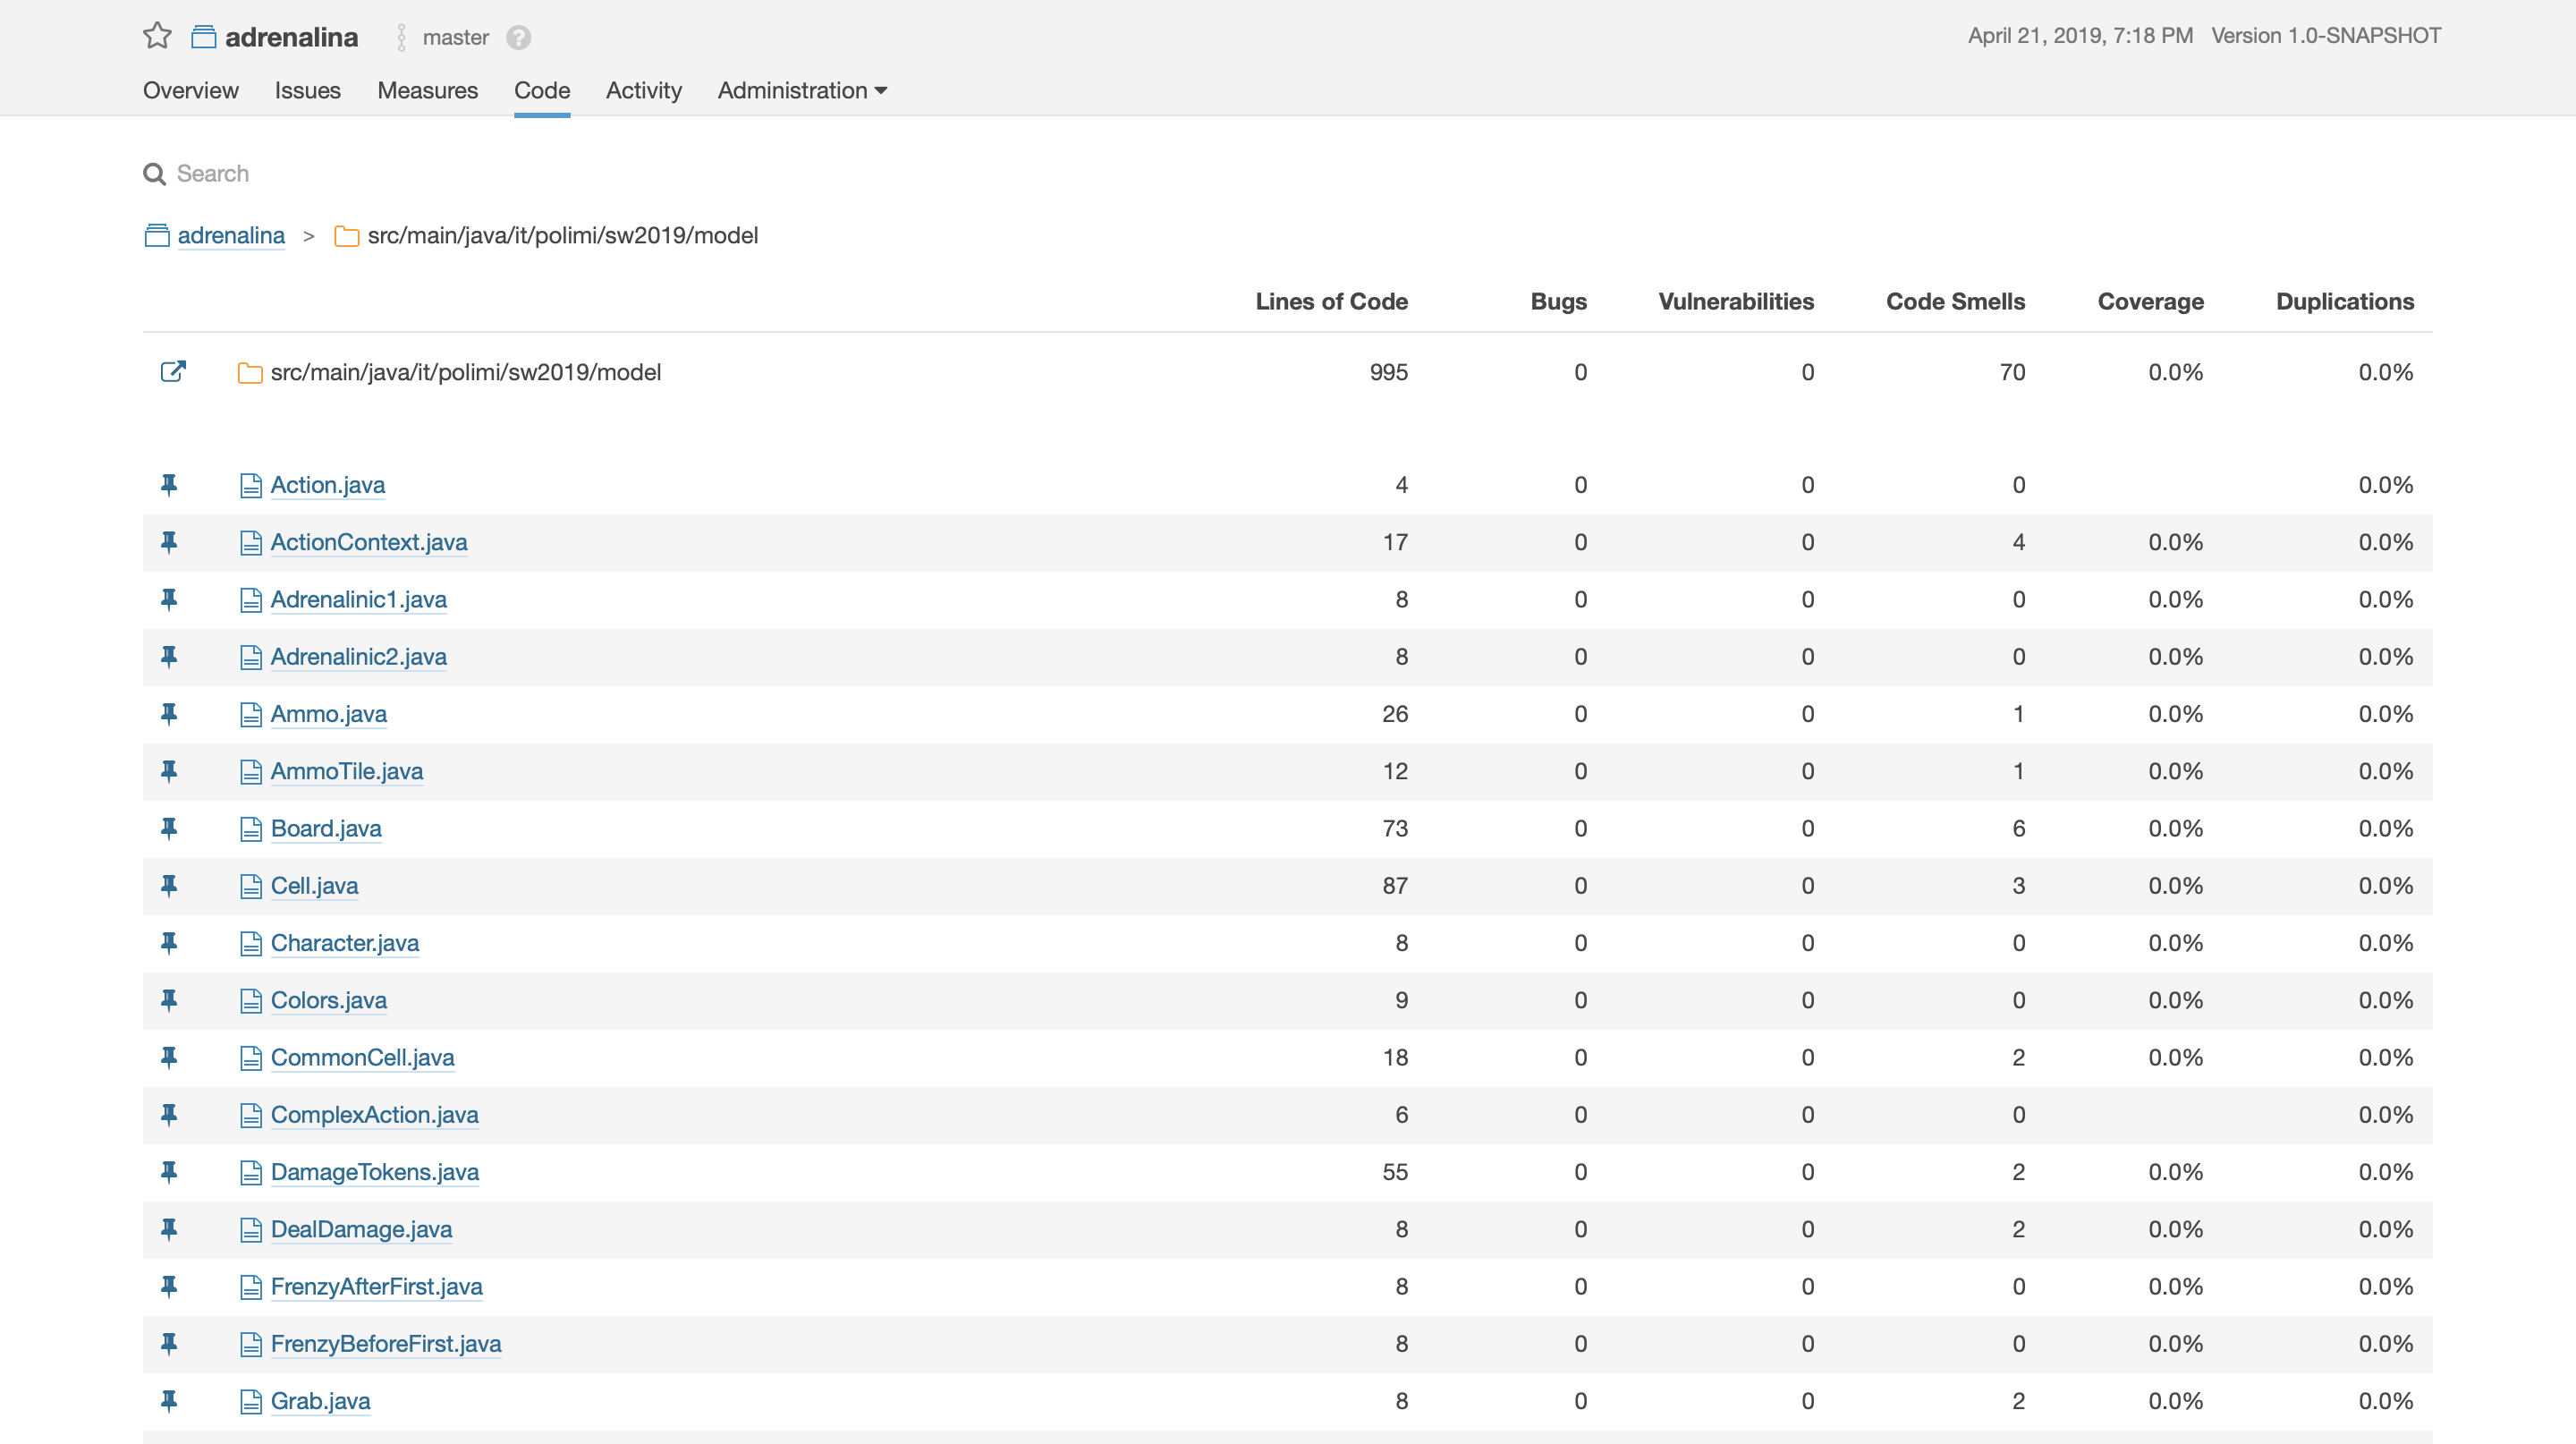 adrenalina master ? April 21, 2019, 7:18 PM Version 1.0-SNAPSHOT
Overview Issues Measures Code Activity Administration
Search
adrenalina > src/main/java/it/polimi/sw2019/model
Lines of Code Bugs Vulnerabilities Code Smells Coverage Duplications
src/main/java/it/polimi/sw2019/model 995 0 0 70 0.0% 0.0%
Action.java 4 0 0 0 0.0%
ActionContext.java 17 0 0 4 0.0% 0.0%
Adrenalinic1.java 8 0 0 0 0.0% 0.0%
Adrenalinic2.java 8 0 0 0 0.0% 0.0%
Ammo.java 26 0 0 1 0.0% 0.0%
AmmoTile.java 12 0 0 1 0.0% 0.0%
Board.java 73 0 0 6 0.0% 0.0%
Cell.java 87 0 0 3 0.0% 0.0%
Character.java 8 0 0 0 0.0% 0.0%
Colors.java 9 0 0 0 0.0% 0.0%
CommonCell.java 18 0 0 2 0.0% 0.0%
ComplexAction.java 6 0 0 0 0.0%
DamageTokens.java 55 0 0 2 0.0% 0.0%
DealDamage.java 8 0 0 2 0.0% 0.0%
FrenzyAfterFirst.java 8 0 0 0 0.0% 0.0%
FrenzyBeforeFirst.java 8 0 0 0 0.0% 0.0%
Grab.java 8 0 0 2 0.0% 0.0%